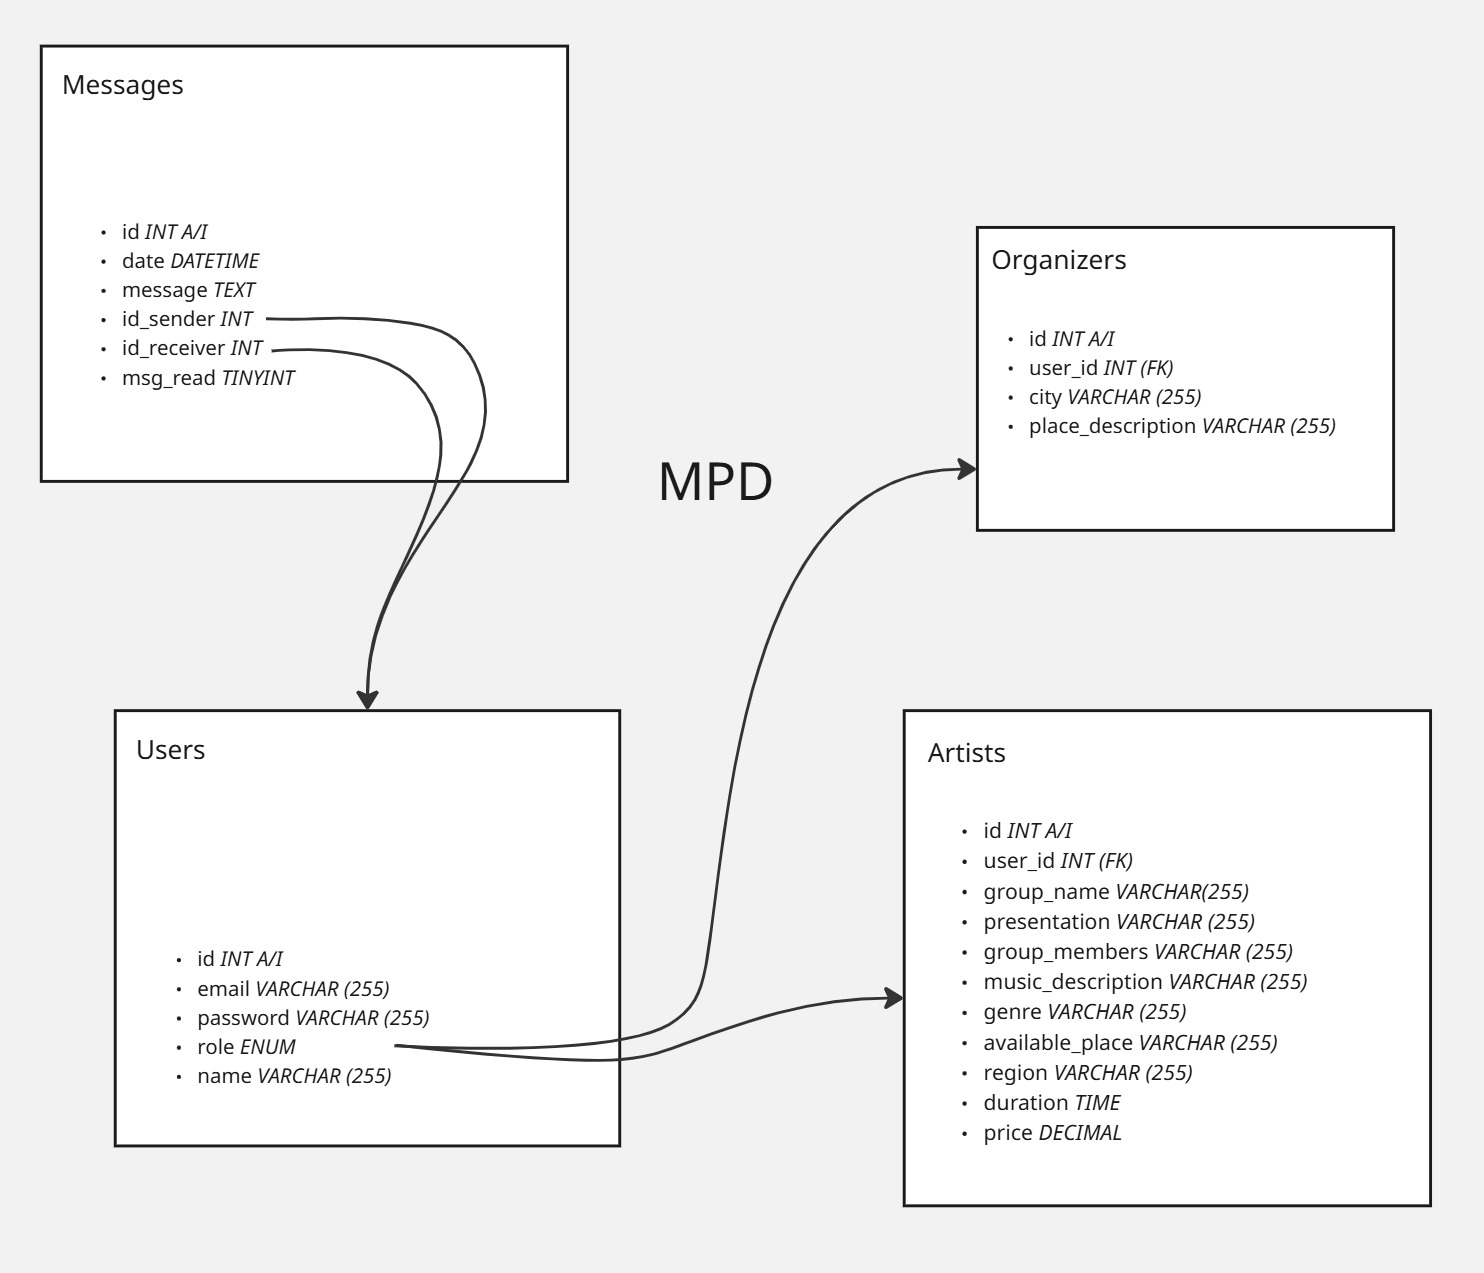 Messages
• id INT A/I
• date DATETIME
• message TEXT
• id_sender INT
• id_receiver INT
• msg_read TINYINT
Organizers
• id INT A/I
• user_id INT (FK)
• city VARCHAR (255)
• place_description VARCHAR (255)
MPD
Users
• id INT A/I
• email VARCHAR (255)
• password VARCHAR (255)
• role ENUM
• name VARCHAR (255)
Artists
• id INT A/I
• user_id INT (FK)
• group_name VARCHAR(255)
• presentation VARCHAR (255)
• group_members VARCHAR (255)
• music_description VARCHAR (255)
• genre VARCHAR (255)
• available_place VARCHAR (255)
• region VARCHAR (255)
• duration TIME
• price DECIMAL